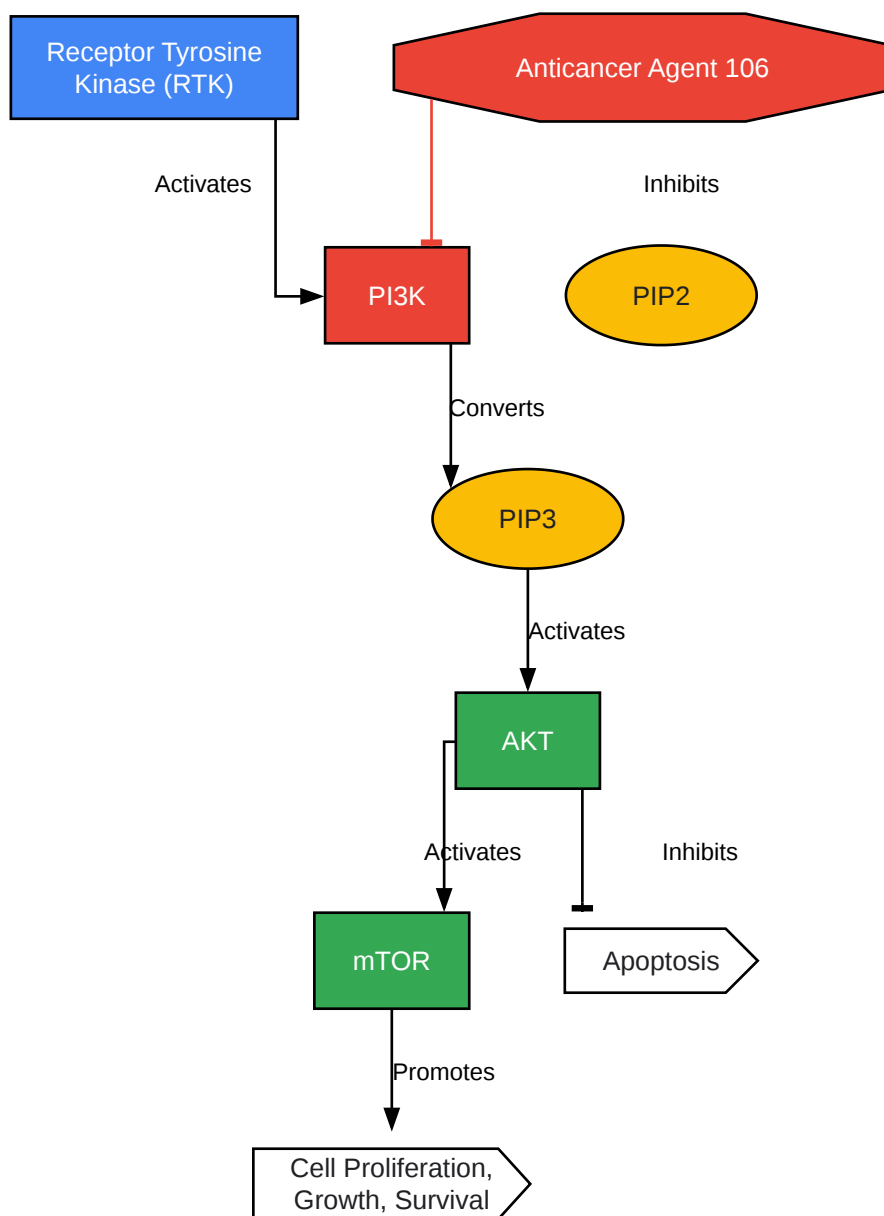 Receptor Tyrosine
Kinase (RTK)
Anticancer Agent 106
Activates
Inhibits
PI3K
PIP2
Converts
PIP3
Activates
AKT
Activates
Inhibits
mTOR
Apoptosis
Promotes
Cell Proliferation,
Growth, Survival